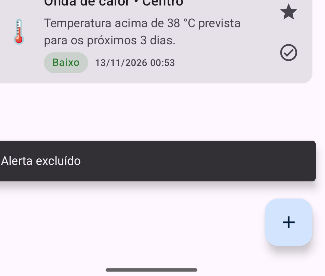 Onda de calor • Centro
Temperatura acima de 38 °C prevista
para os próximos 3 dias.
Baixo 13/11/2026 00:53
Alerta excluído